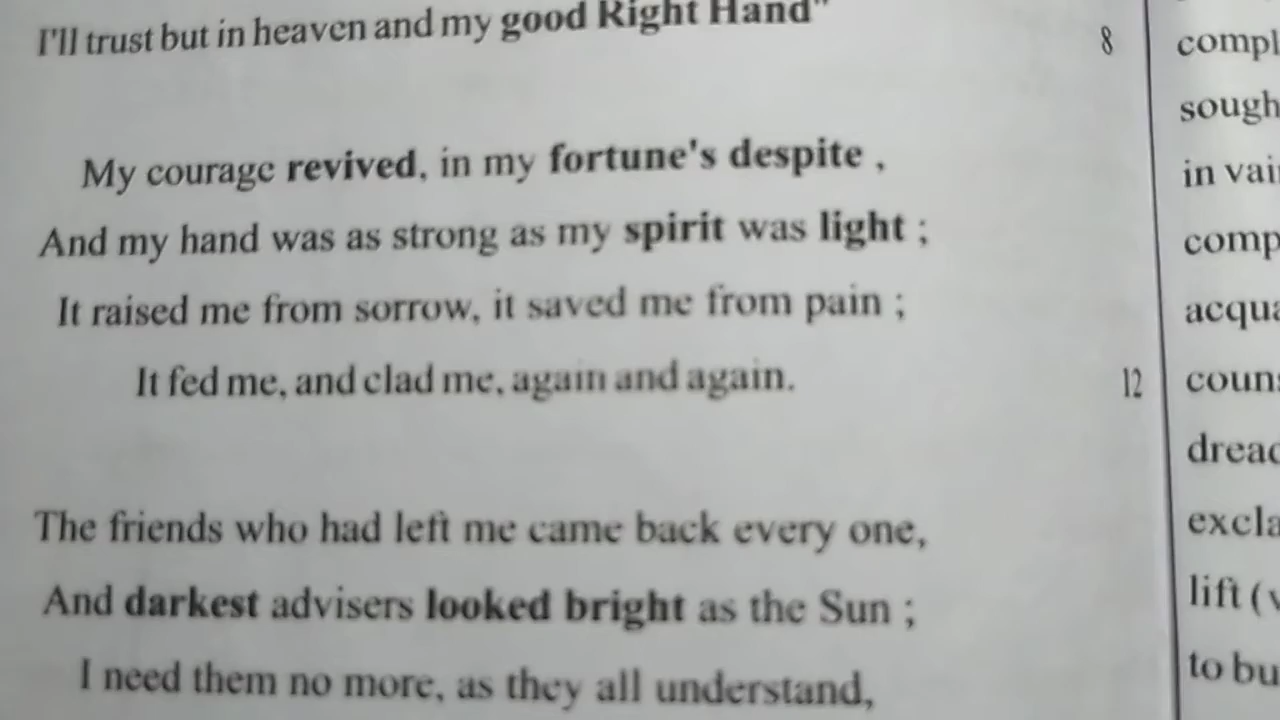 I'll trust but in heaven and my good Right Hand"
8
My courage revived, in my fortune's despite ,
And my hand was as strong as my spirit was light ;
It raised me from sorrow, it saved me from pain ;
It fed me, and clad me, again and again.
12
The friends who had left me came back every one,
And darkest advisers looked bright as the Sun ;
I need them no more, as they all understand,
compl
sough
in vai
comp
acqua
couns
dread
excla
lift (v
to bu